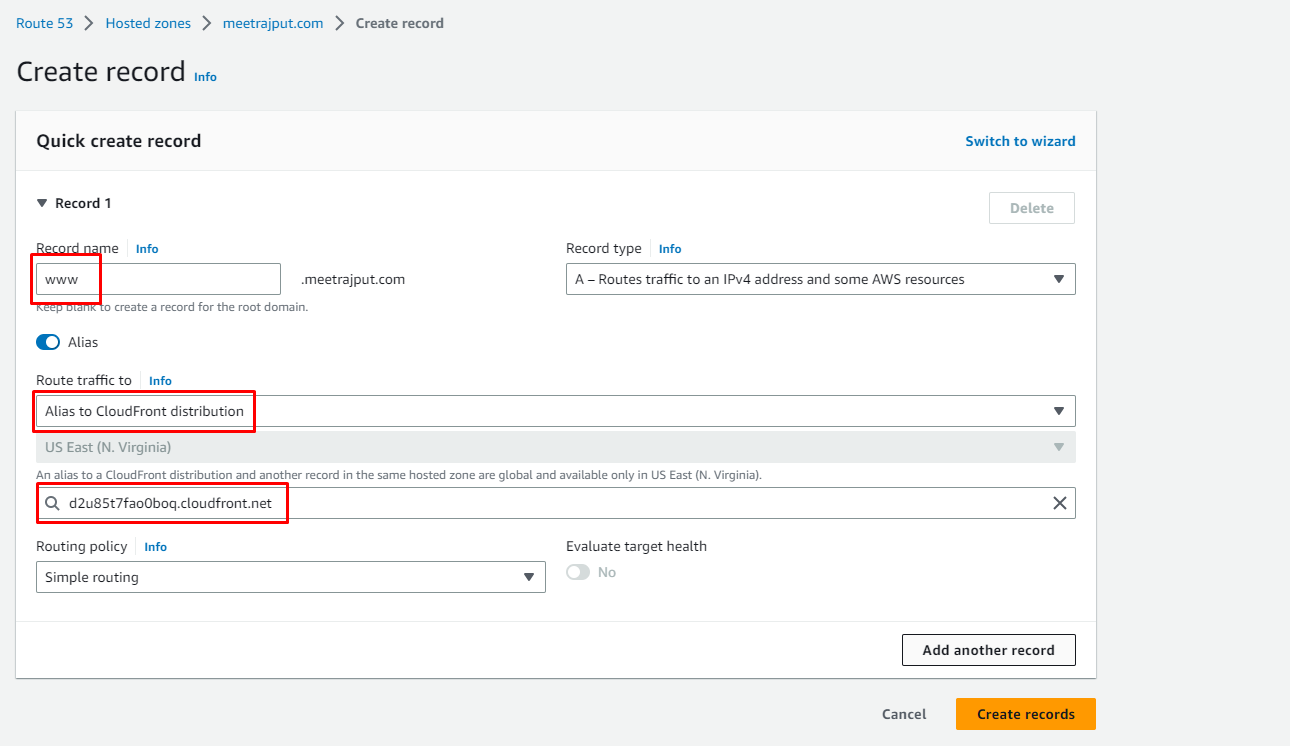 Route 53 > Hosted zones > meetrajput.com > Create record
Create record Info
Quick create record Switch to wizard
Record 1 Delete
Record name Info Record type Info
www .meetrajput.com A – Routes traffic to an IPv4 address and some AWS resources
Keep blank to create a record for the root domain.
Alias
Route traffic to Info
Alias to CloudFront distribution
US East (N. Virginia)
An alias to a CloudFront distribution and another record in the same hosted zone are global and available only in US East (N. Virginia).
d2u85t7fao0boq.cloudfront.net
Routing policy Info Evaluate target health
Simple routing No
Add another record
Cancel Create records